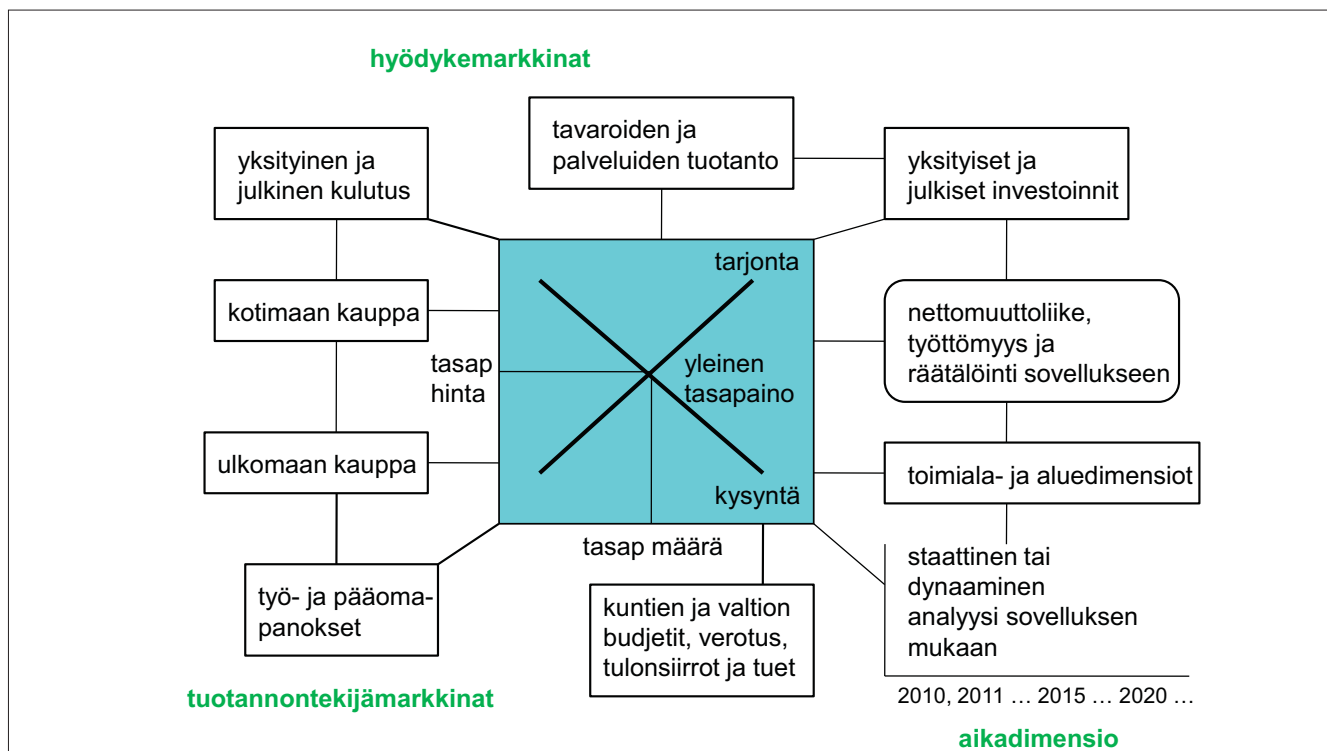 hyödykemarkkinat
yksityinen ja
julkinen kulutus
tavaroiden ja
palveluiden tuotanto
yksityiset ja
julkiset investoinnit
kotimaan kauppa
ulkomaan kauppa
työ- ja pääoma-
panokset
tuotannontekijämarkkinat
tarjonta
tasap
hinta
yleinen
tasapaino
kysyntä
tasap määrä
kuntien ja valtion
budjetit, verotus,
tulonsiirrot ja tuet
nettomuuttoliike,
työttömyys ja
räätälöinti sovellukseen
toimiala- ja aluedimensiot
staattinen tai
dynaaminen
analyysi sovelluksen
mukaan
2010, 2011 … 2015 … 2020 …
aikadimensio